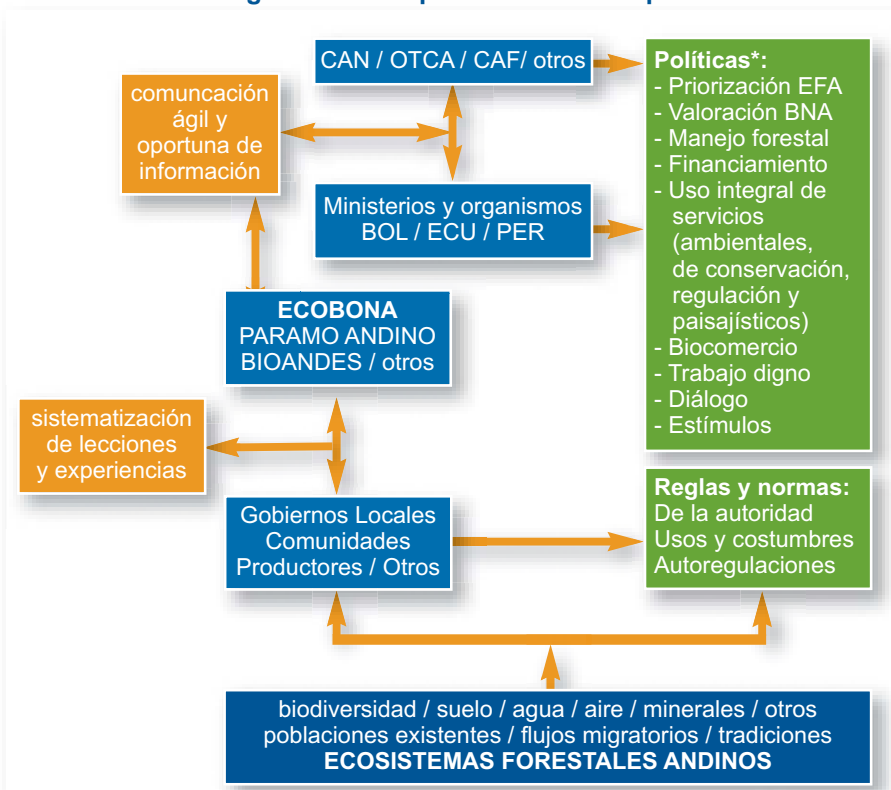 CAN / OTCA / CAF/ otros
comuncación
ágil y
oportuna de
información
Ministerios y organismos
BOL / ECU / PER
Políticas*:
- Priorización EFA
- Valoración BNA
- Manejo forestal
- Financiamiento
- Uso integral de
servicios
(ambientales,
de conservación,
regulación y
paisajísticos)
- Biocomercio
- Trabajo digno
- Diálogo
- Estímulos
ECOBONA
PARAMO ANDINO
BIOANDES / otros
sistematización
de lecciones
y experiencias
Gobiernos Locales
Comunidades
Productores / Otros
Reglas y normas:
De la autoridad
Usos y costumbres
Autoregulaciones
biodiversidad / suelo / agua / aire / minerales / otros
poblaciones existentes / flujos migratorios / tradiciones
ECOSISTEMAS FORESTALES ANDINOS